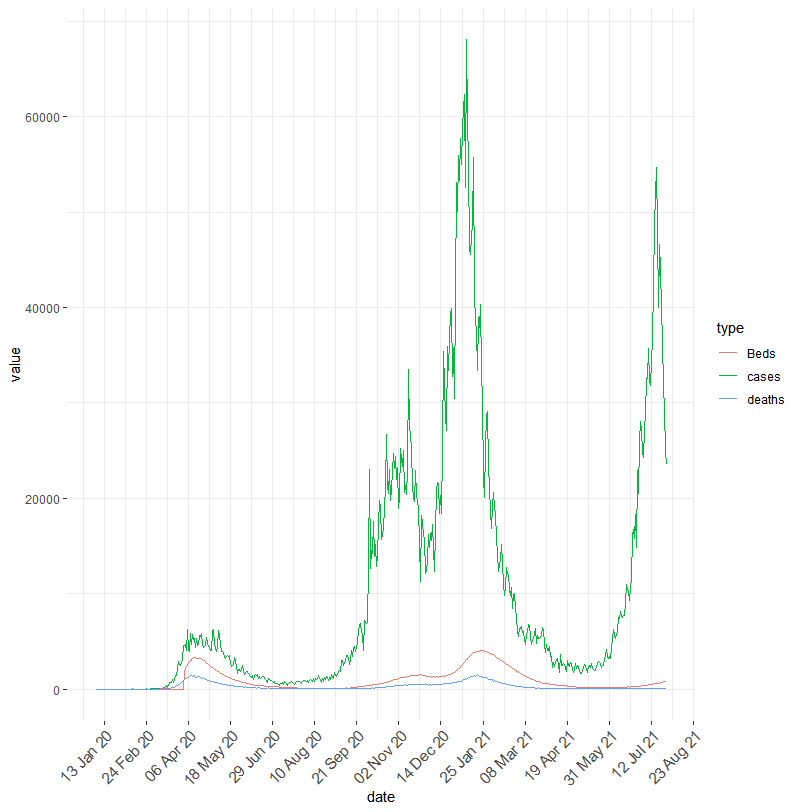 60000
40000
20000
0
value
13 Jan 20
24 Feb 20
06 Apr 20
18 May 20
29 Jun 20
10 Aug 20
21 Sep 20
02 Nov 20
14 Dec 20
25 Jan 21
08 Mar 21
19 Apr 21
31 May 21
12 Jul 21
23 Aug 21
date
type
Beds
cases
deaths